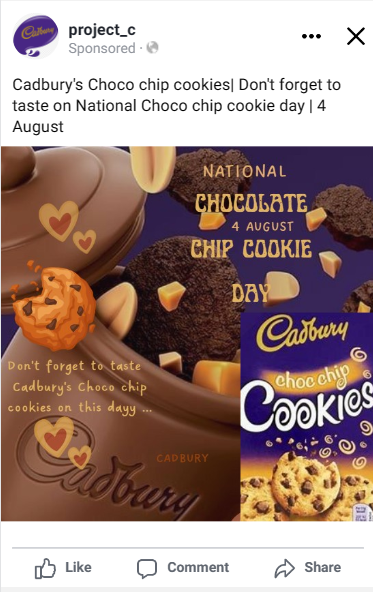 Cadbury
project_c
Sponsored ·
Cadbury's Choco chip cookies| Don't forget to
taste on National Choco chip cookie day | 4
August
NATIONAL
CHOCOLATE
4 AUGUST
CHIP COOKIE
DAY
Don't forget to taste
Cadbury's Choco chip
cookies on this dayy ...
CADBURY
Cadbury
Cadbury
choc chip
Cookies
Like
Comment
Share